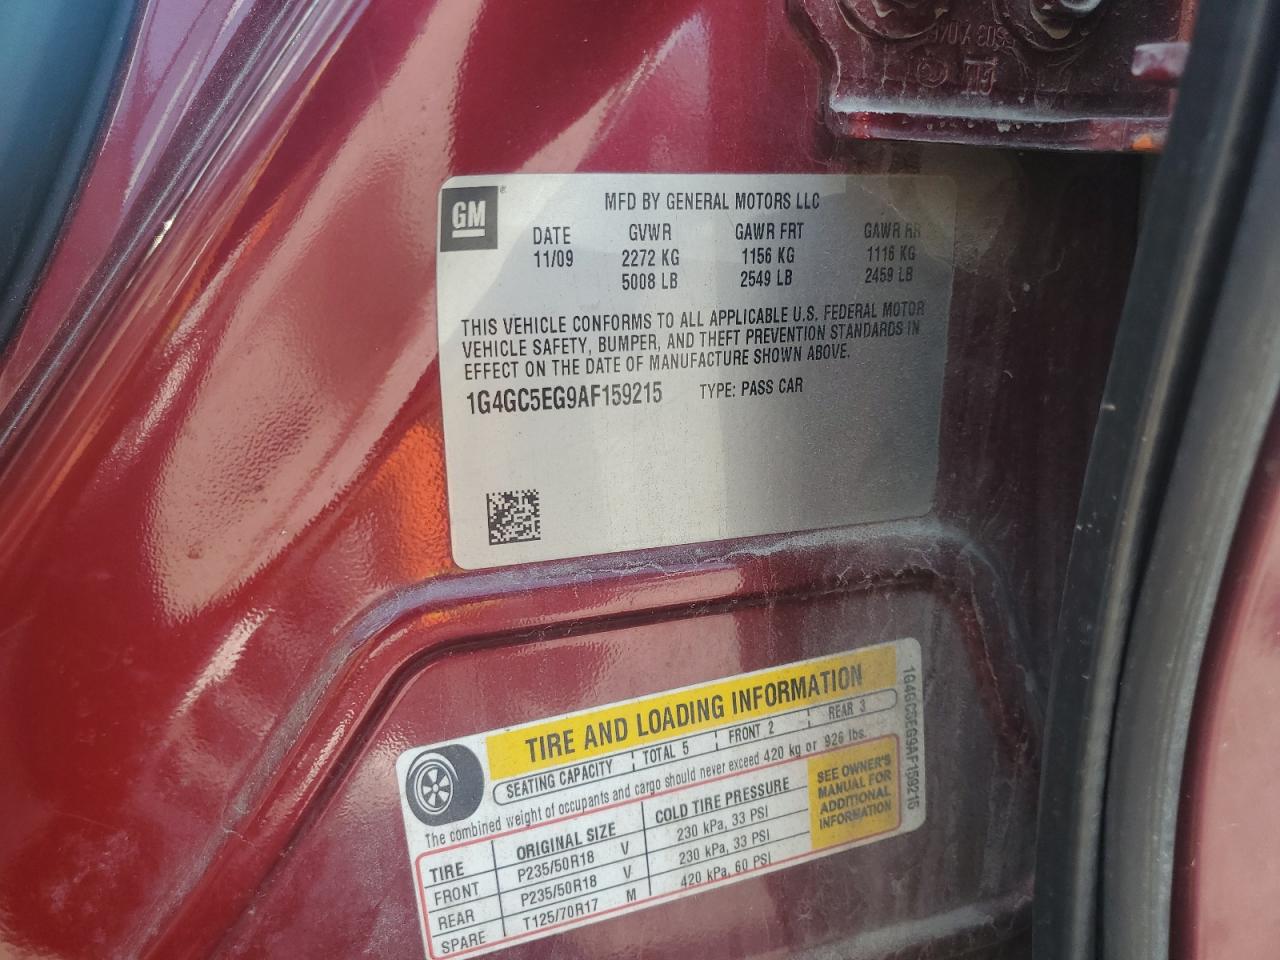 GM
MFD BY GENERAL MOTORS LLC
DATE GVWR GAWR FRT GAWR RR
11/09 2272 KG 1156 KG 1116 KG
5008 LB 2549 LB 2459 LB
THIS VEHICLE CONFORMS TO ALL APPLICABLE U.S. FEDERAL MOTOR
VEHICLE SAFETY, BUMPER, AND THEFT PREVENTION STANDARDS IN
EFFECT ON THE DATE OF MANUFACTURE SHOWN ABOVE.
1G4GC5EG9AF159215 TYPE: PASS CAR
TIRE AND LOADING INFORMATION
SEATING CAPACITY TOTAL 5 FRONT 2 REAR 3
The combined weight of occupants and cargo should never exceed 420 kg or 926 lbs.
TIRE ORIGINAL SIZE COLD TIRE PRESSURE
FRONT P235/50R18 V 230 kPa, 33 PSI
REAR P235/50R18 V 230 kPa, 33 PSI
SPARE T125/70R17 M 420 kPa, 60 PSI
SEE OWNER'S
MANUAL FOR
ADDITIONAL
INFORMATION
1G4GC5EG9AF159215